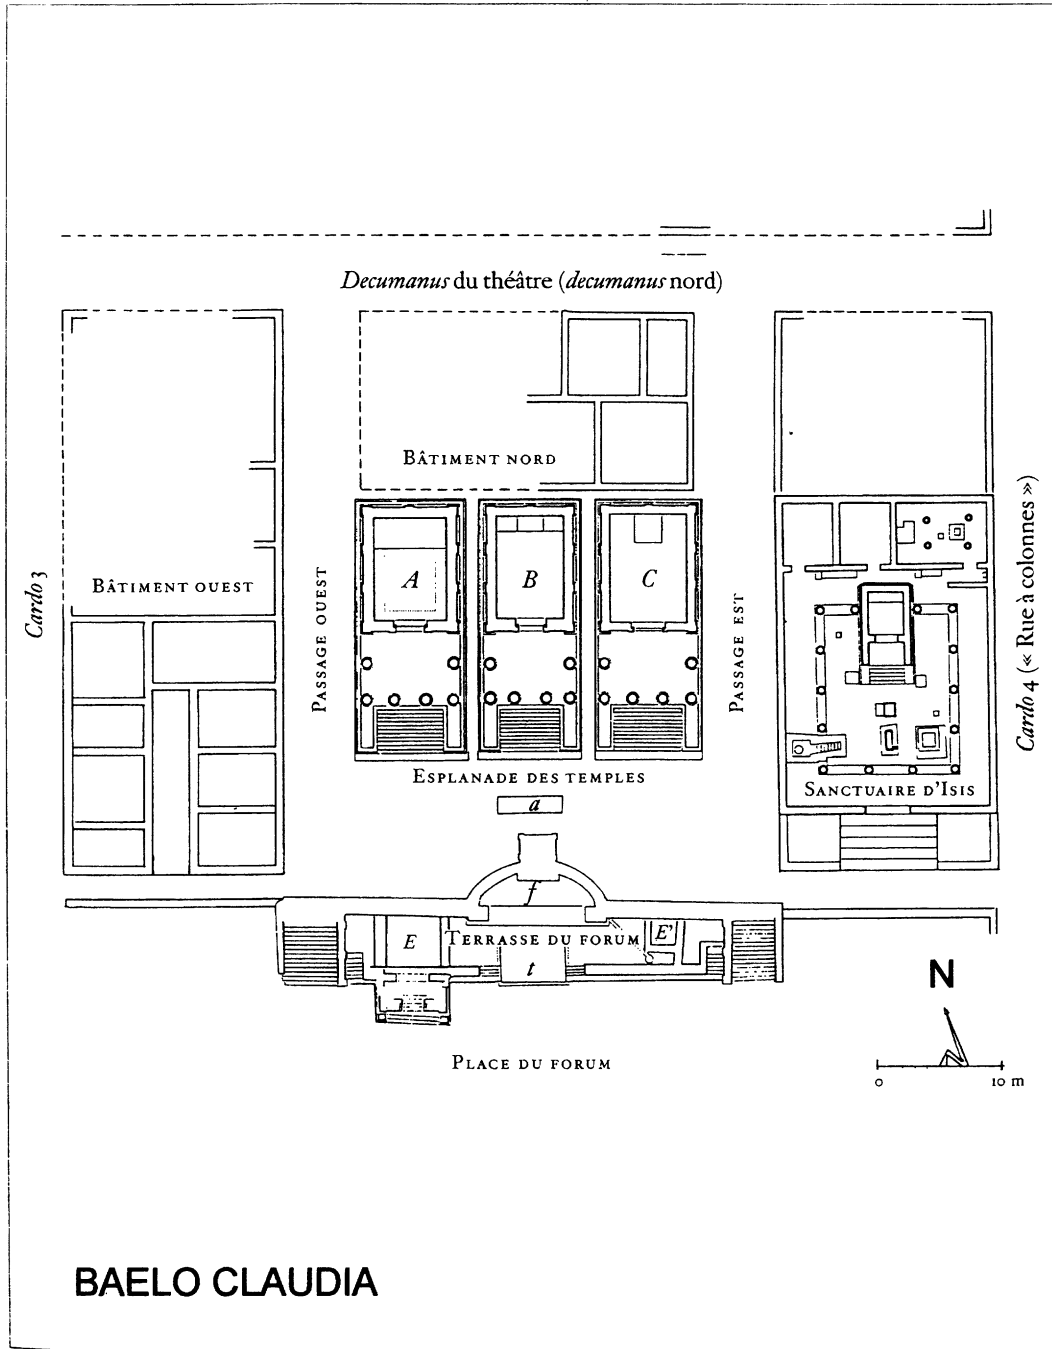 Decumanus du théâtre (decumanus nord)
BÂTIMENT NORD
Cardo 3
BÂTIMENT OUEST
PASSAGE OUEST
A
B
C
PASSAGE EST
Cardo 4 (« Rue à colonnes »)
ESPLANADE DES TEMPLES
a
SANCTUAIRE D'ISIS
f
E
TERRASSE DU FORUM
E'
t
N
PLACE DU FORUM
0 10 m
BAELO CLAUDIA